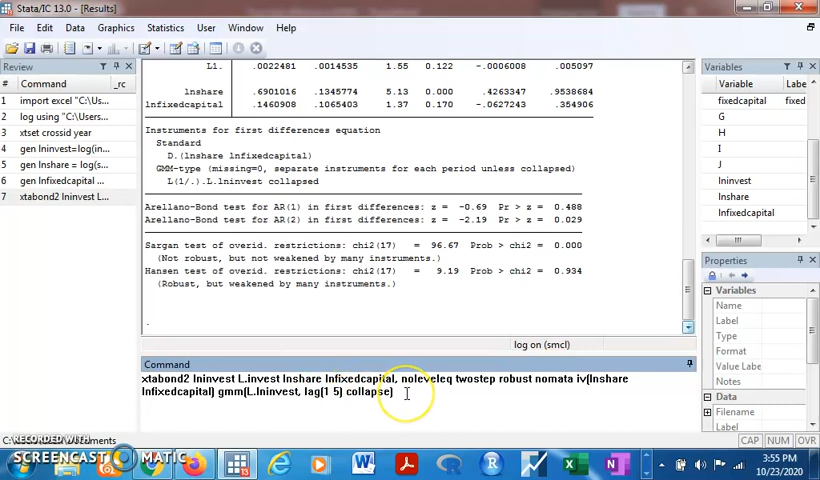 Stata/IC 13.0 - [Results]
File Edit Data Graphics Statistics User Window Help
Review
# Command _rc
1 import excel "C:\Us...
2 log using "C:\Users...
3 xtset crossid year
4 gen lninvest=log(in...
5 gen lnshare = log(s...
6 gen lnfixedcapital ...
7 xtabond2 lninvest L...
L1. .0022481 .0014535 1.55 0.122 -.0006008 .005097
lnshare .6901016 .1345774 5.13 0.000 .4263347 .9538684
lnfixedcapital .1460908 .1065403 1.37 0.170 -.0627243 .354906
Instruments for first differences equation
Standard
D.(lnshare lnfixedcapital)
GMM-type (missing=0, separate instruments for each period unless collapsed)
L(1/.).L.lninvest collapsed
Arellano-Bond test for AR(1) in first differences: z = -0.69 Pr > z = 0.488
Arellano-Bond test for AR(2) in first differences: z = -2.19 Pr > z = 0.029
Sargan test of overid. restrictions: chi2(17) = 96.67 Prob > chi2 = 0.000
(Not robust, but not weakened by many instruments.)
Hansen test of overid. restrictions: chi2(17) = 9.19 Prob > chi2 = 0.934
(Robust, but weakened by many instruments.)
.
log on (smcl)
Command
xtabond2 lninvest L.invest lnshare lnfixedcapital, noleveleq twostep robust nomata iv(lnshare
lnfixedcapital) gmm(L.lninvest, lag(1 5) collapse)
Variables
Variable Labe
fixedcapital fixed
G
H
I
J
lninvest
lnshare
lnfixedcapital
Properties
Variables
Name
Label
Type
Format
Value Labe
Notes
Data
Filename
Label
CAP NUM OVR
RECORDED WITH
SCREENCAST MATIC
3:55 PM
10/23/2020